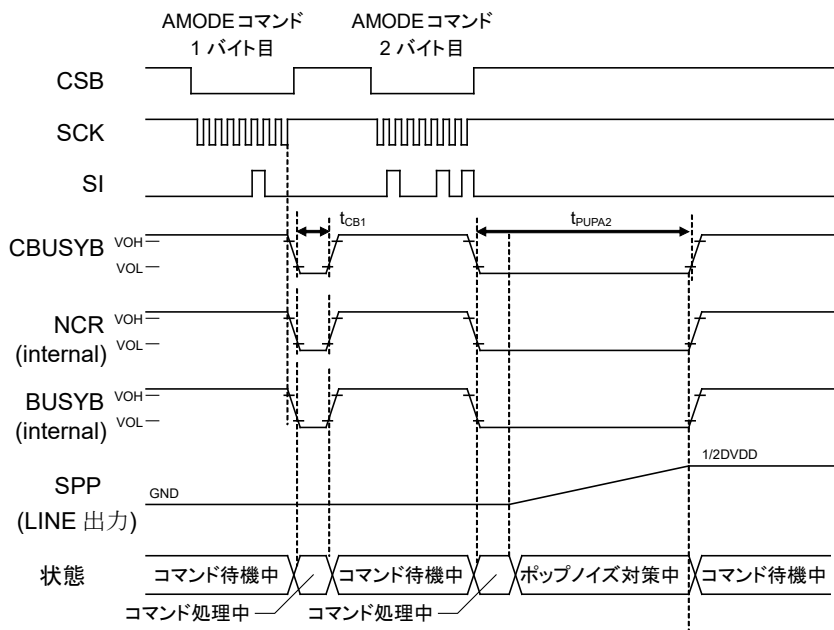 AMODEコマンド AMODEコマンド
1 バイト目 2 バイト目
CSB
SCK
SI
tCB1 tPUPA2
CBUSYB VOH
VOL
NCR VOH
(internal) VOL
BUSYB VOH
(internal) VOL
1/2DVDD
SPP GND
(LINE 出力)
状態 コマンド待機中 コマンド待機中 ポップノイズ対策中 コマンド待機中
コマンド処理中 コマンド処理中